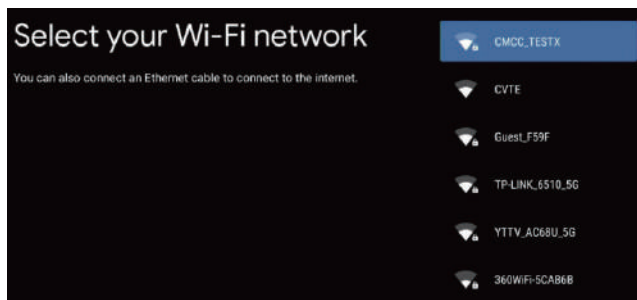 Select your Wi-Fi network
You can also connect an Ethernet cable to connect to the internet.
CMCC_TESTX
CVTE
Guest_F59F
TP-LINK_6510_5G
YTTV_AC68U_5G
360WiFi-5CAB6B